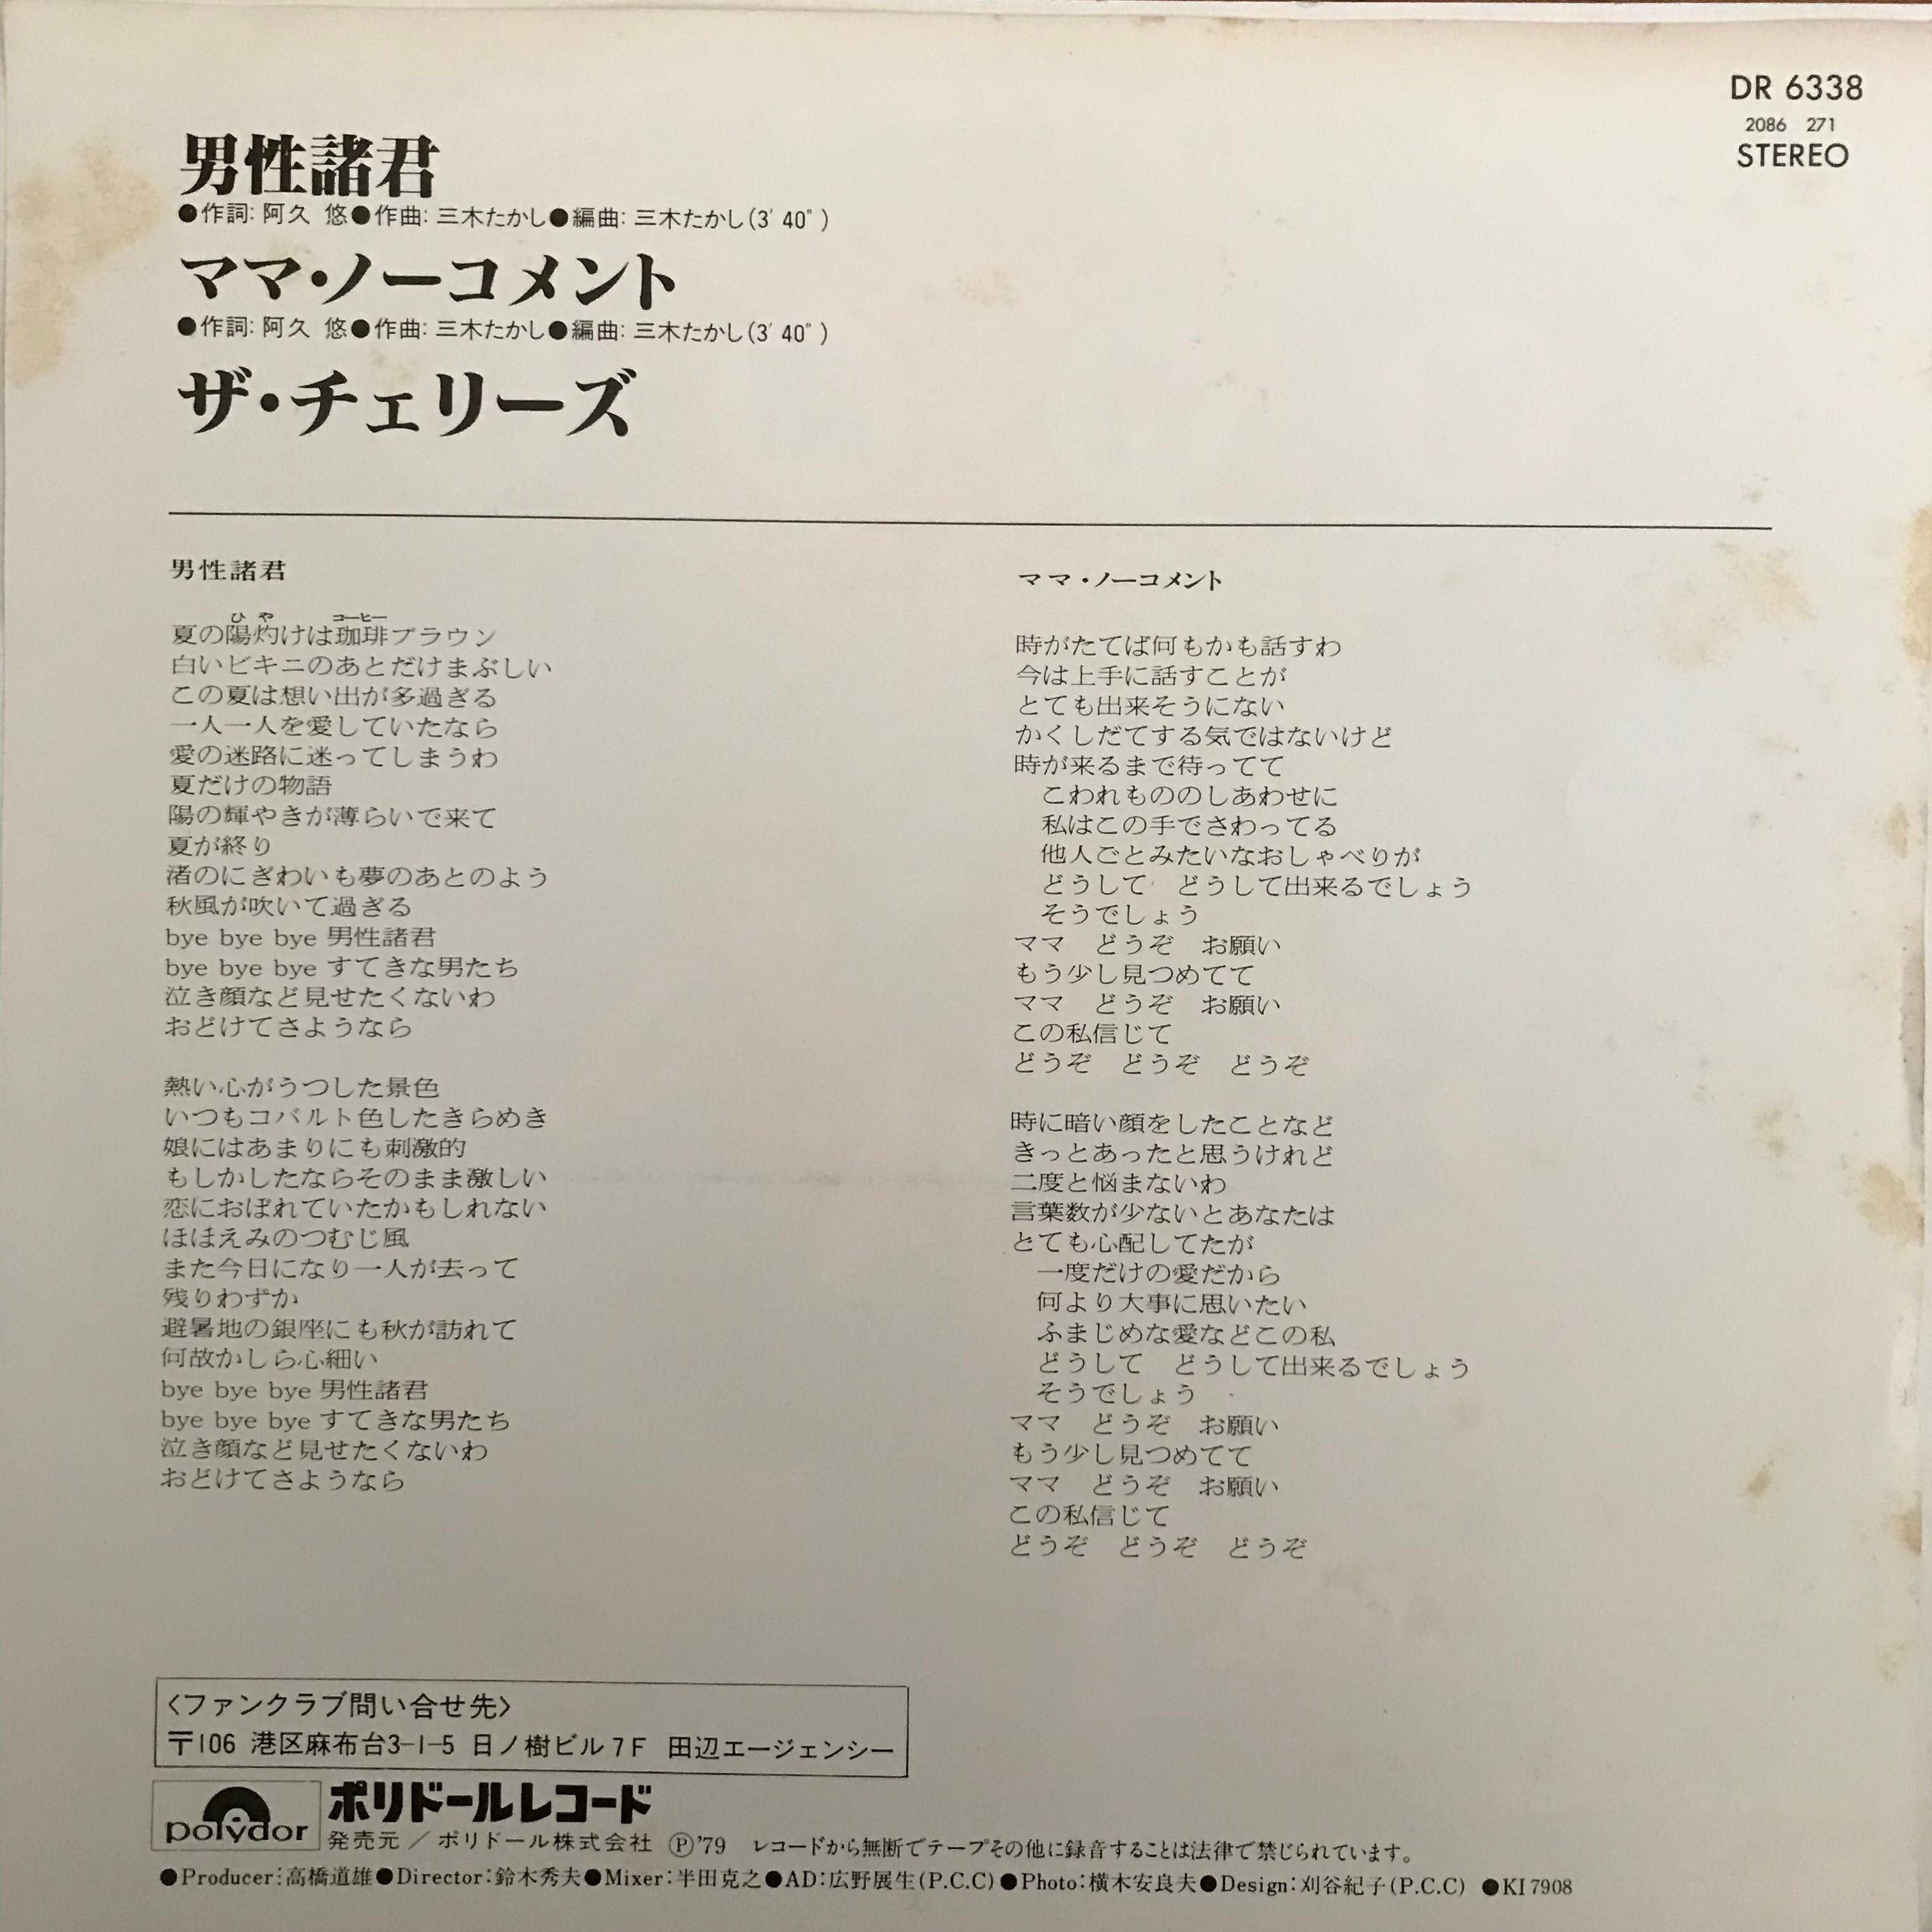 DR 6338
2086 271
STEREO
男性諸君
●作詞: 阿久 悠●作曲: 三木たかし●編曲: 三木たかし(3′40″)
ママ・ノーコメント
●作詞: 阿久 悠●作曲: 三木たかし●編曲: 三木たかし(3′40″)
ザ・チェリーズ
男性諸君
ひや コーヒー
夏の陽灼けは珈琲ブラウン
白いビキニのあとだけまぶしい
この夏は想い出が多過ぎる
一人一人を愛していたなら
愛の迷路に迷ってしまうわ
夏だけの物語
陽の輝やきが薄らいで来て
夏が終り
渚のにぎわいも夢のあとのよう
秋風が吹いて過ぎる
bye bye bye 男性諸君
bye bye bye すてきな男たち
泣き顔など見せたくないわ
おどけてさようなら
熱い心がうつした景色
いつもコバルト色したきらめき
娘にはあまりにも刺激的
もしかしたならそのまま激しい
恋におぼれていたかもしれない
ほほえみのつむじ風
また今日になり一人が去って
残りわずか
避暑地の銀座にも秋が訪れて
何故かしら心細い
bye bye bye 男性諸君
bye bye bye すてきな男たち
泣き顔など見せたくないわ
おどけてさようなら
ママ・ノーコメント
時がたてば何もかも話すわ
今は上手に話すことが
とても出来そうにない
かくしだてする気ではないけど
時が来るまで待ってて
こわれもののしあわせに
私はこの手でさわってる
他人ごとみたいなおしゃべりが
どうして どうして出来るでしょう
そうでしょう
ママ どうぞ お願い
もう少し見つめてて
ママ どうぞ お願い
この私信じて
どうぞ どうぞ どうぞ
時に暗い顔をしたことなど
きっとあったと思うけれど
二度と悩まないわ
言葉数が少ないとあなたは
とても心配してたが
一度だけの愛だから
何より大事に思いたい
ふまじめな愛などこの私
どうして どうして出来るでしょう
そうでしょう
ママ どうぞ お願い
もう少し見つめてて
ママ どうぞ お願い
この私信じて
どうぞ どうぞ どうぞ
〈ファンクラブ問い合せ先〉
〒106 港区麻布台3-1-5 日ノ樹ビル7F 田辺エージェンシー
polydor
ポリドールレコード
発売元／ポリドール株式会社 Ⓟ'79 レコードから無断でテープその他に録音することは法律で禁じられています。
●Producer:高橋道雄●Director:鈴木秀夫●Mixer:半田克之●AD:広野展生(P.C.C)●Photo:横木安良夫●Design:刈谷紀子(P.C.C) ●KI 7908